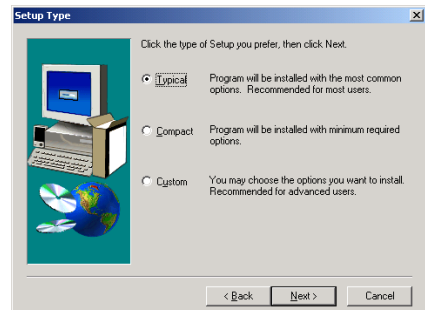 Setup Type
Click the type of Setup you prefer, then click Next.
Typical
Program will be installed with the most common
options. Recommended for most users.
Compact
Program will be installed with minimum required
options.
Custom
You may choose the options you want to install.
Recommended for advanced users.
< Back
Next >
Cancel